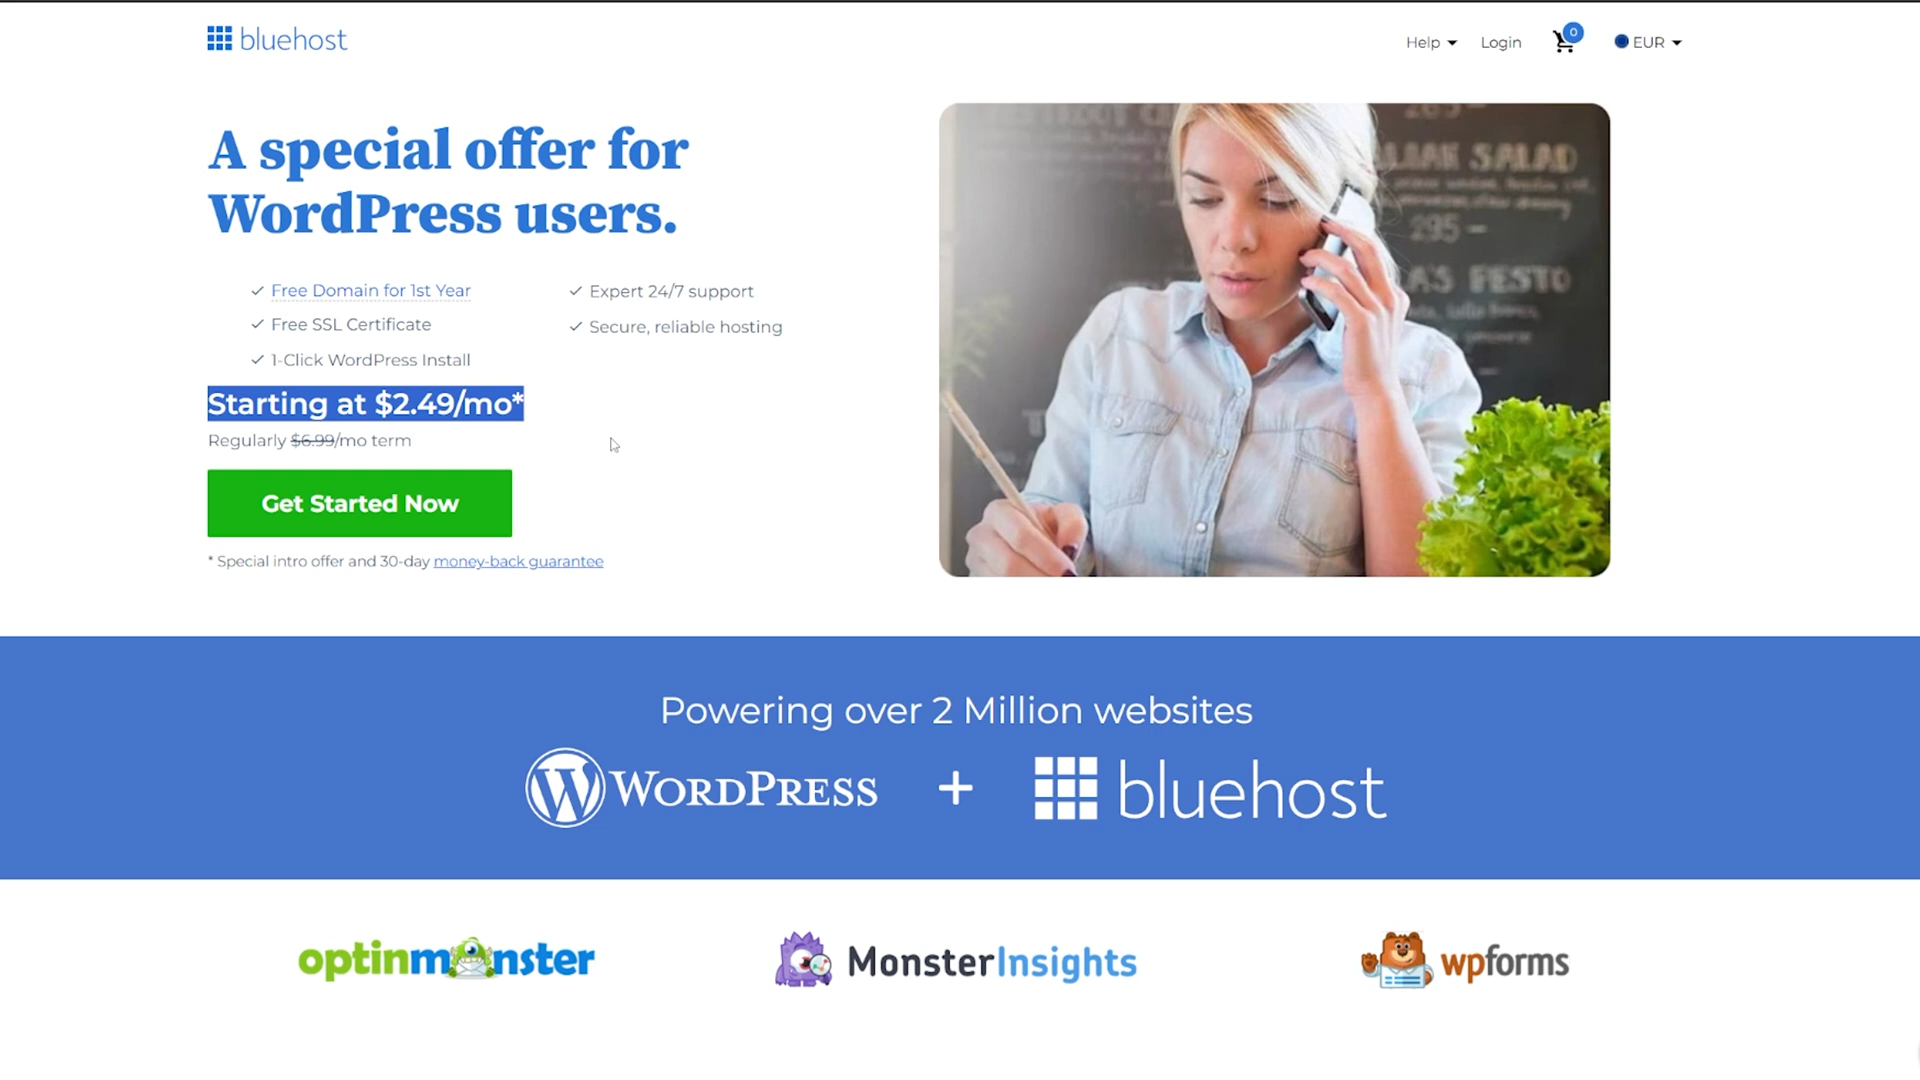 bluehost
Help
Login
0
EUR
A special offer for
WordPress users.
Free Domain for 1st Year
Free SSL Certificate
1-Click WordPress Install
Expert 24/7 support
Secure, reliable hosting
Starting at $2.49/mo*
Regularly $6.99/mo term
Get Started Now
* Special intro offer and 30-day money-back guarantee
SALAD
295 –
FESTO
Powering over 2 Million websites
WORDPRESS + bluehost
optinmonster
MonsterInsights
wpforms